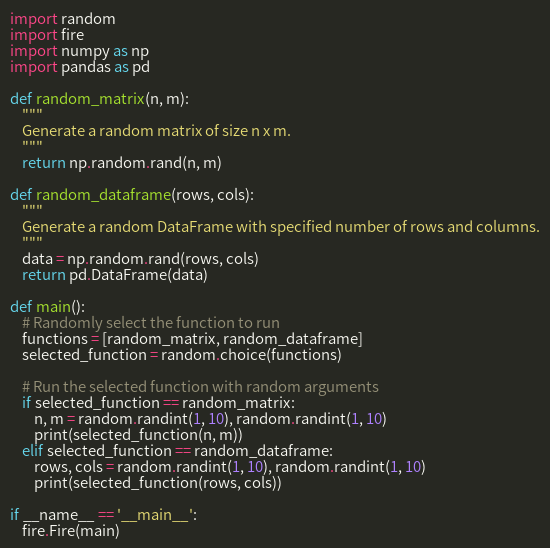 import random
import fire
import numpy as np
import pandas as pd

def random_matrix(n, m):
    """
    Generate a random matrix of size n x m.
    """
    return np.random.rand(n, m)

def random_dataframe(rows, cols):
    """
    Generate a random DataFrame with specified number of rows and columns.
    """
    data = np.random.rand(rows, cols)
    return pd.DataFrame(data)

def main():
    # Randomly select the function to run
    functions = [random_matrix, random_dataframe]
    selected_function = random.choice(functions)

    # Run the selected function with random arguments
    if selected_function == random_matrix:
        n, m = random.randint(1, 10), random.randint(1, 10)
        print(selected_function(n, m))
    elif selected_function == random_dataframe:
        rows, cols = random.randint(1, 10), random.randint(1, 10)
        print(selected_function(rows, cols))

if __name__ == '__main__':
    fire.Fire(main)